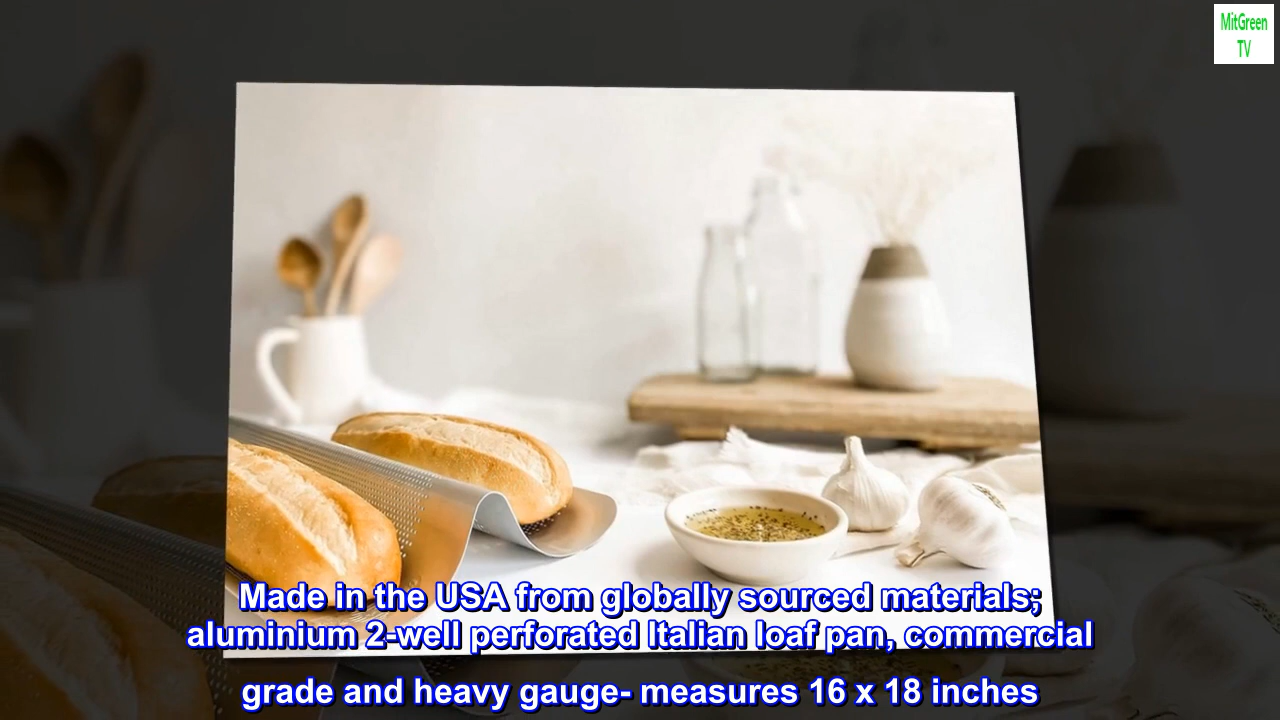 MitGreen
TV
Made in the USA from globally sourced materials;
aluminium 2-well perforated Italian loaf pan, commercial
grade and heavy gauge- measures 16 x 18 inches